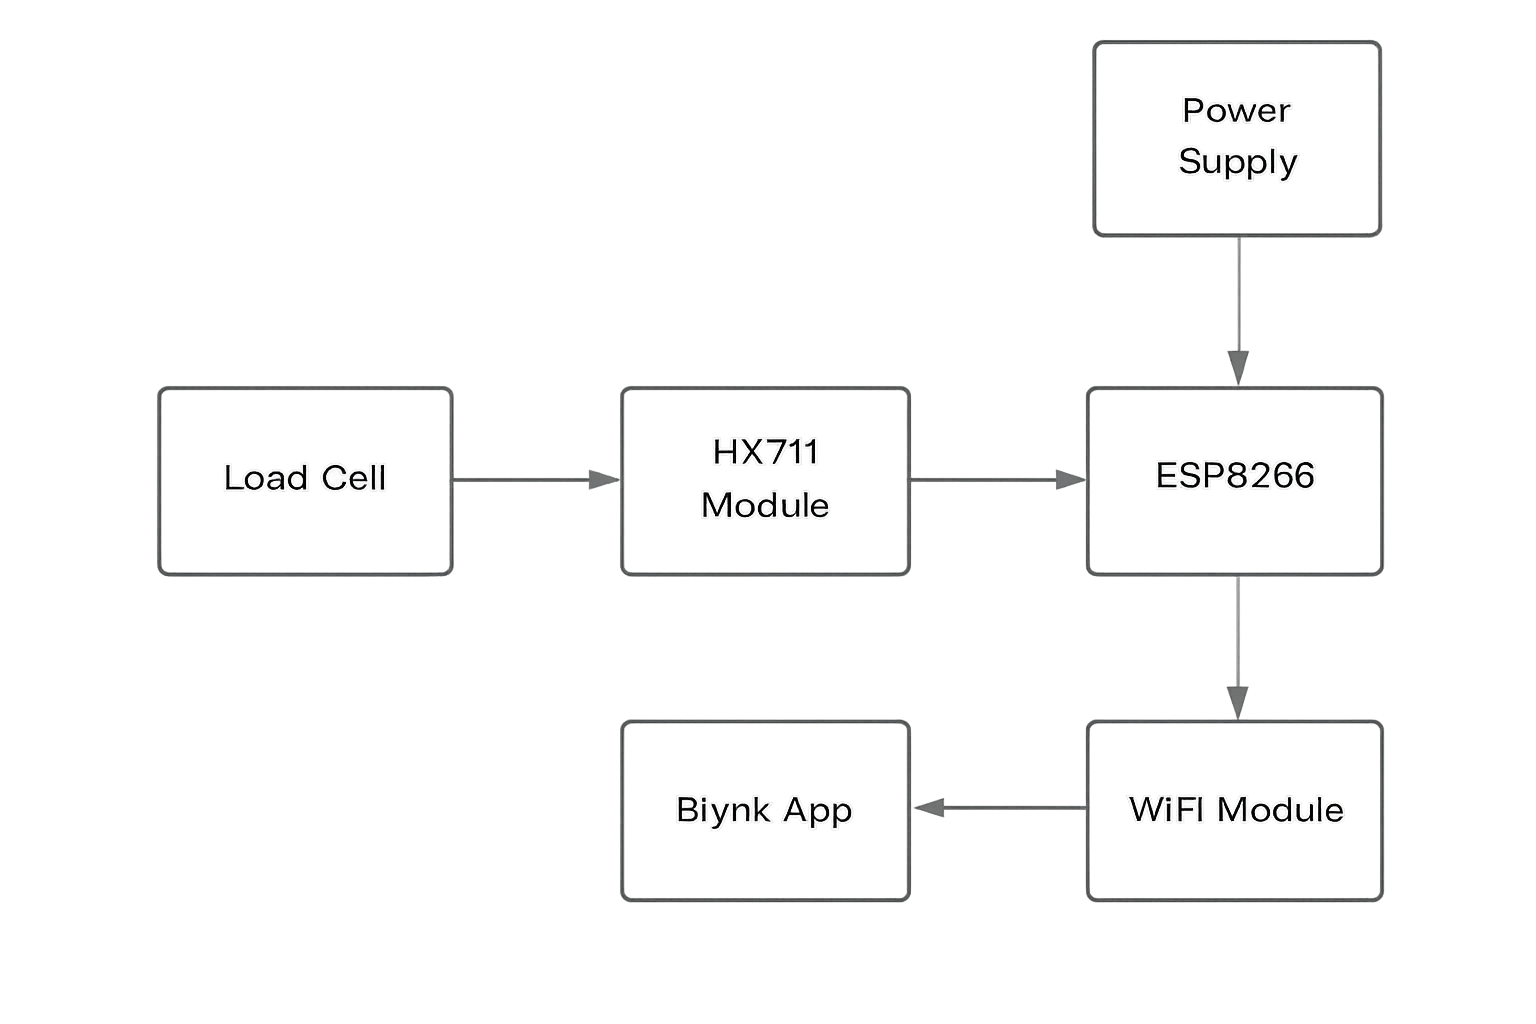 Power
Supply
Load Cell
HX711
Module
ESP8266
Biynk App
WiFI Module